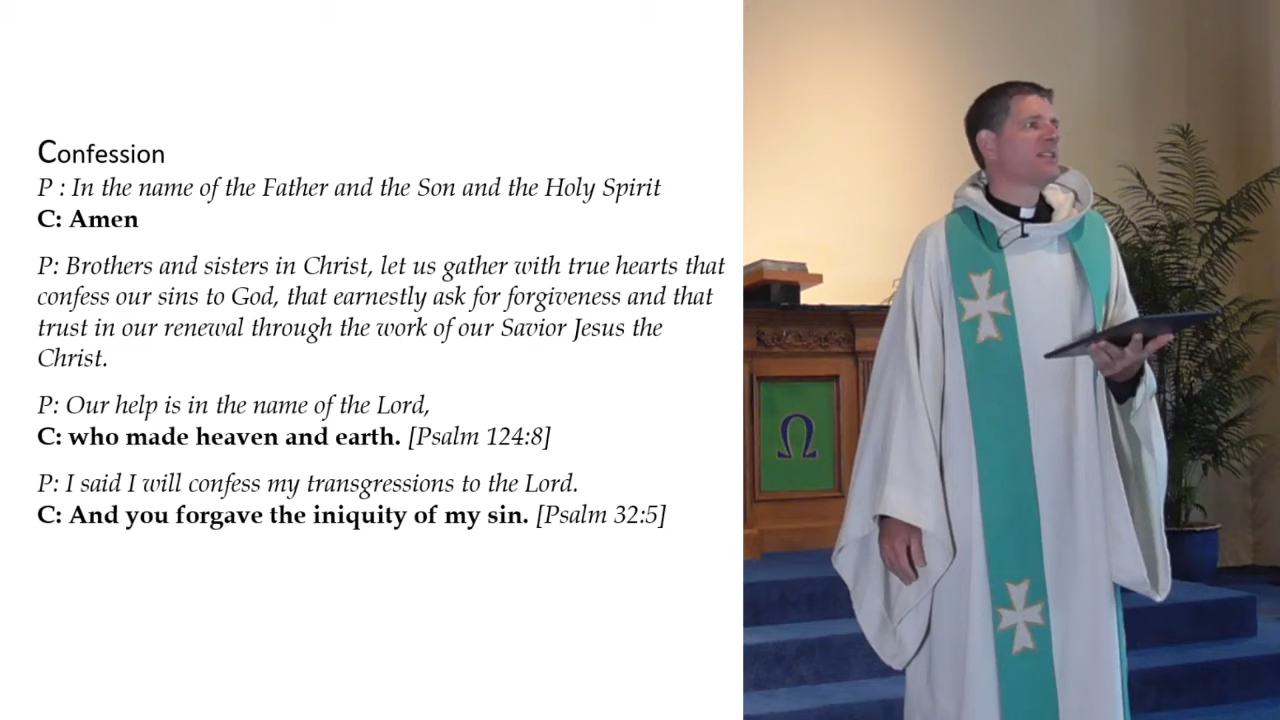 Confession
P : In the name of the Father and the Son and the Holy Spirit
C: Amen
P: Brothers and sisters in Christ, let us gather with true hearts that
confess our sins to God, that earnestly ask for forgiveness and that
trust in our renewal through the work of our Savior Jesus the
Christ.
P: Our help is in the name of the Lord,
C: who made heaven and earth. [Psalm 124:8]
P: I said I will confess my transgressions to the Lord.
C: And you forgave the iniquity of my sin. [Psalm 32:5]
Ω